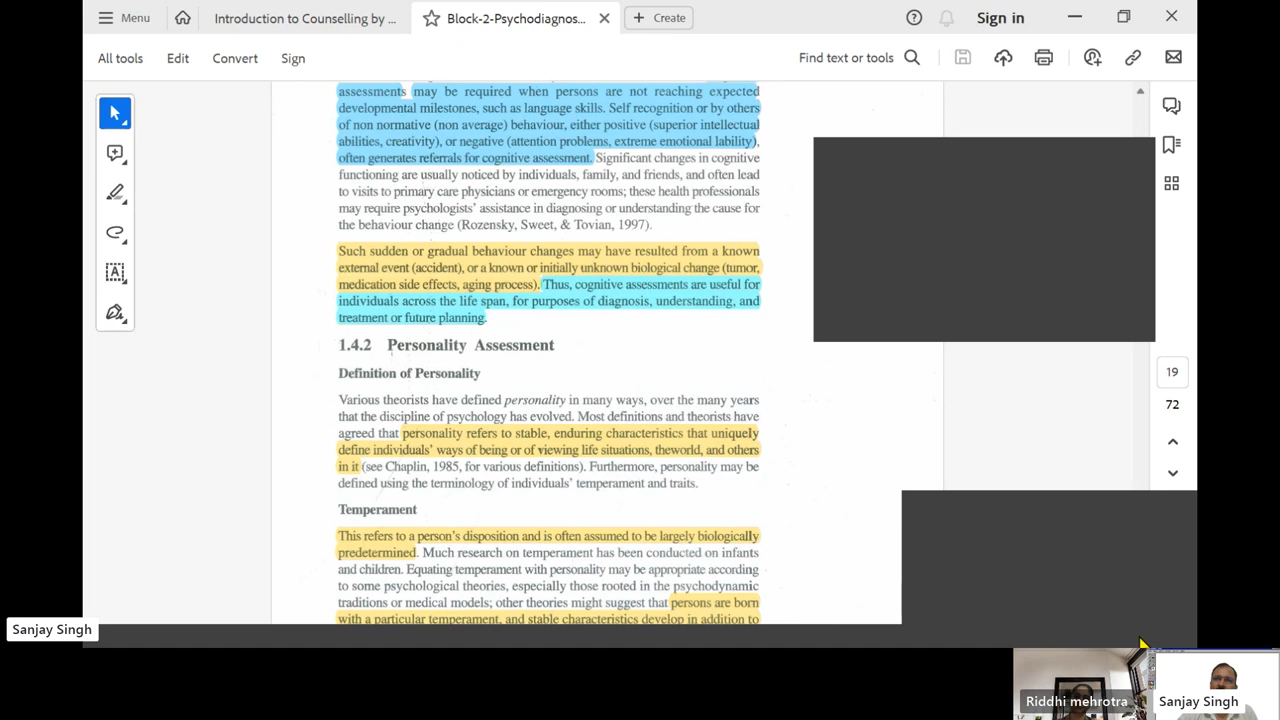 Menu
Introduction to Counselling by ...
Block-2-Psychodiagnos...
Create
Sign in
All tools
Edit
Convert
Sign
Find text or tools
assessments may be required when persons are not reaching expected
developmental milestones, such as language skills. Self recognition or by others
of non normative (non average) behaviour, either positive (superior intellectual
abilities, creativity), or negative (attention problems, extreme emotional lability),
often generates referrals for cognitive assessment. Significant changes in cognitive
functioning are usually noticed by individuals, family, and friends, and often lead
to visits to primary care physicians or emergency rooms; these health professionals
may require psychologists' assistance in diagnosing or understanding the cause for
the behaviour change (Rozensky, Sweet, & Tovian, 1997).
Such sudden or gradual behaviour changes may have resulted from a known
external event (accident), or a known or initially unknown biological change (tumor,
medication side effects, aging process). Thus, cognitive assessments are useful for
individuals across the life span, for purposes of diagnosis, understanding, and
treatment or future planning.
1.4.2 Personality Assessment
Definition of Personality
Various theorists have defined personality in many ways, over the many years
that the discipline of psychology has evolved. Most definitions and theorists have
agreed that personality refers to stable, enduring characteristics that uniquely
define individuals' ways of being or of viewing life situations, theworld, and others
in it (see Chaplin, 1985, for various definitions). Furthermore, personality may be
defined using the terminology of individuals' temperament and traits.
Temperament
This refers to a person's disposition and is often assumed to be largely biologically
predetermined. Much research on temperament has been conducted on infants
and children. Equating temperament with personality may be appropriate according
to some psychological theories, especially those rooted in the psychodynamic
traditions or medical models; other theories might suggest that persons are born
with a particular temperament, and stable characteristics develop in addition to
19
72
Sanjay Singh
Riddhi mehrotra
Sanjay Singh